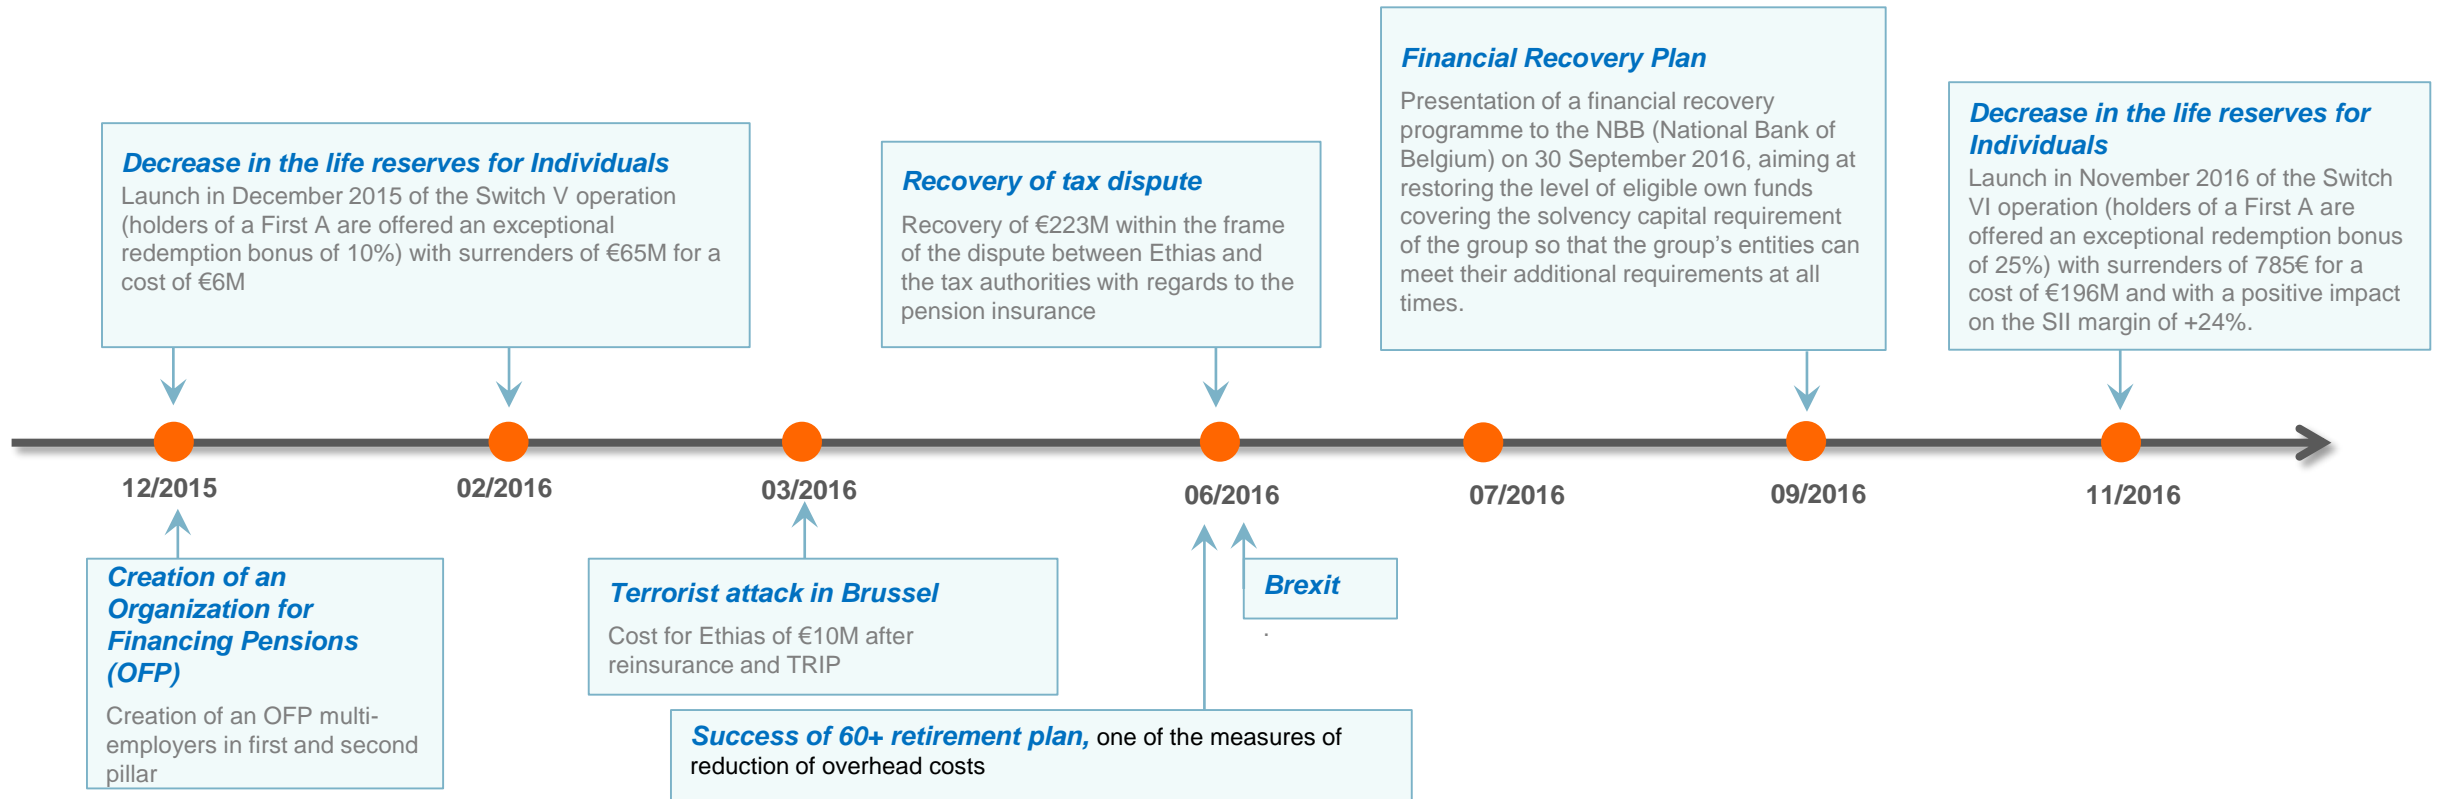 Decrease in the life reserves for Individuals
Launch in December 2015 of the Switch V operation
(holders of a First A are offered an exceptional
redemption bonus of 10%) with surrenders of €65M for a
cost of €6M
Recovery of tax dispute
Recovery of €223M within the frame
of the dispute between Ethias and
the tax authorities with regards to the
pension insurance
Financial Recovery Plan
Presentation of a financial recovery
programme to the NBB (National Bank of
Belgium) on 30 September 2016, aiming at
restoring the level of eligible own funds
covering the solvency capital requirement
of the group so that the group’s entities can
meet their additional requirements at all
times.
Decrease in the life reserves for
Individuals
Launch in November 2016 of the Switch
VI operation (holders of a First A are
offered an exceptional redemption bonus
of 25%) with surrenders of 785€ for a
cost of €196M and with a positive impact
on the SII margin of +24%.
12/2015
02/2016
03/2016
06/2016
07/2016
09/2016
11/2016
Creation of an
Organization for
Financing Pensions
(OFP)
Creation of an OFP multi-
employers in first and second
pillar
Terrorist attack in Brussel
Cost for Ethias of €10M after
reinsurance and TRIP
Brexit
.
Success of 60+ retirement plan, one of the measures of
reduction of overhead costs